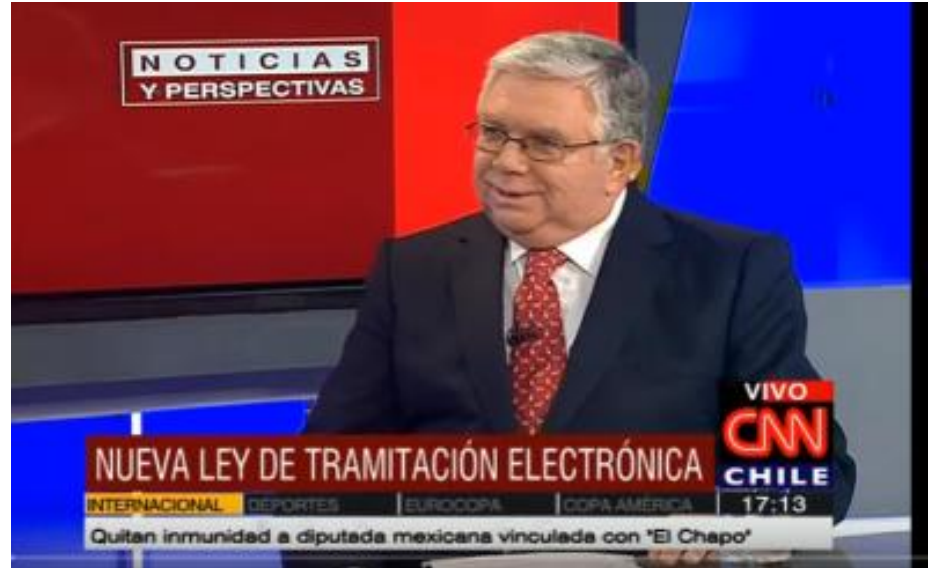 NOTICIAS
Y PERSPECTIVAS
VIVO
CNN
CHILE
NUEVA LEY DE TRAMITACIÓN ELECTRÓNICA
INTERNACIONAL DEPORTES EUROCOPA COPA AMÉRICA 17:13
Quitan inmunidad a diputada mexicana vinculada con "El Chapo"